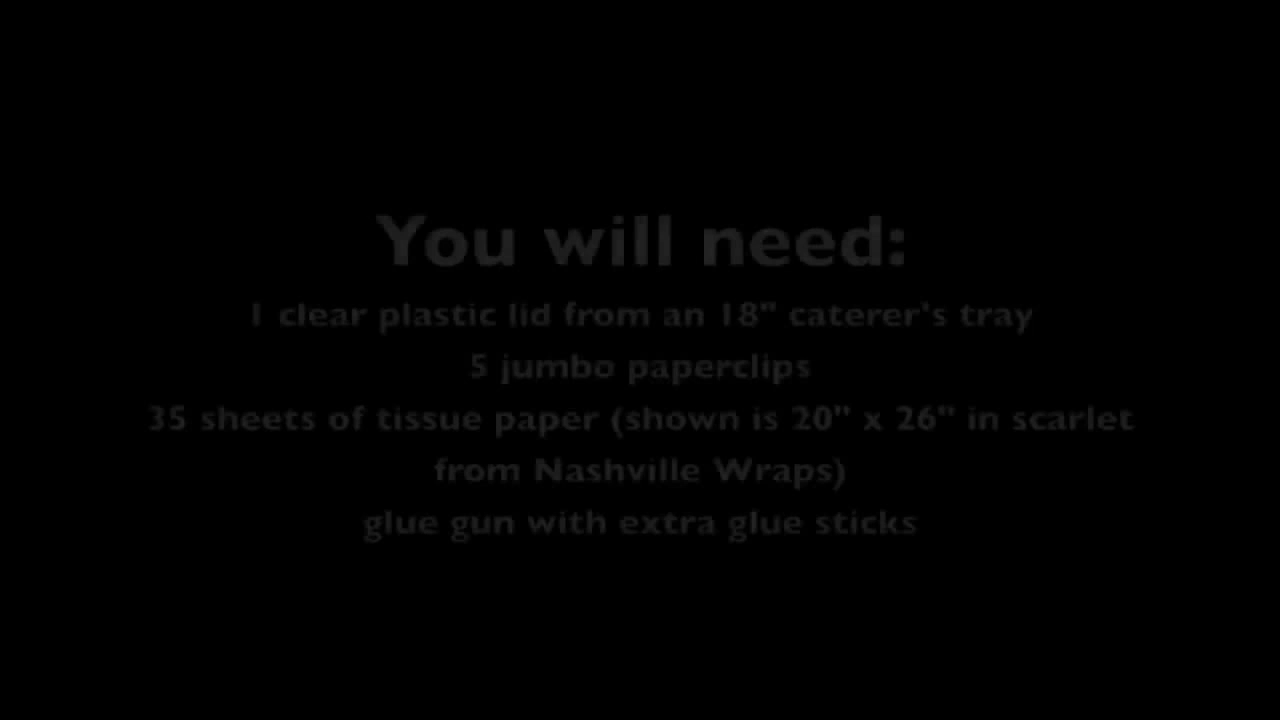 You will need:
1 clear plastic lid from an 18" caterer's tray
5 jumbo paperclips
35 sheets of tissue paper (shown is 20" x 26" in scarlet
from Nashville Wraps)
glue gun with extra glue sticks